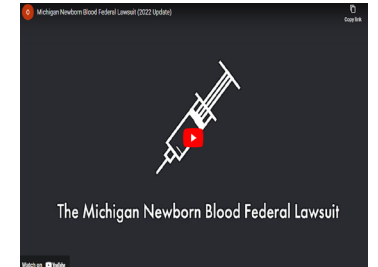 Michigan Newborn Blood Federal Lawsuit (2022 Update)
Copy link
The Michigan Newborn Blood Federal Lawsuit
Watch on YouTube